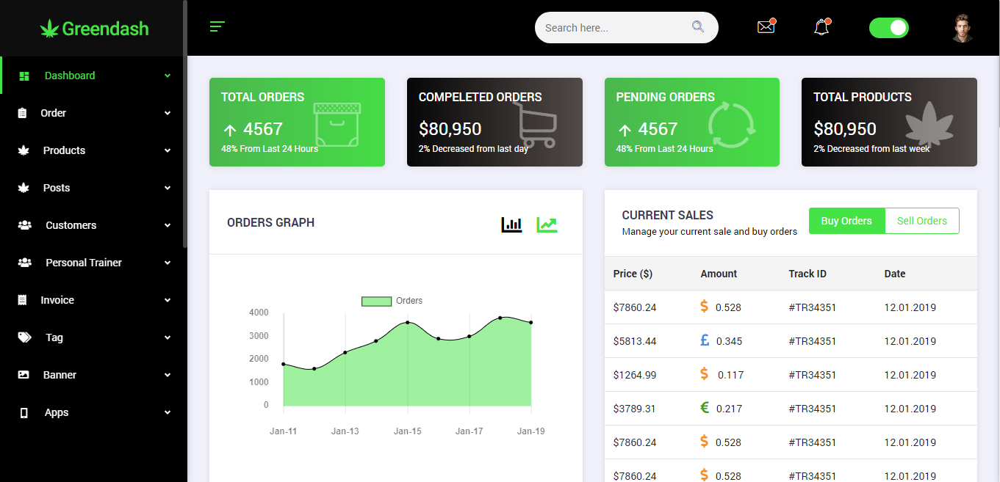 Greendash
Search here...
Dashboard
Order
Products
Posts
Customers
Personal Trainer
Invoice
Tag
Banner
Apps
TOTAL ORDERS
4567
48% From Last 24 Hours
COMPELETED ORDERS
$80,950
2% Decreased from last day
PENDING ORDERS
4567
48% From Last 24 Hours
TOTAL PRODUCTS
$80,950
2% Decreased from last week
ORDERS GRAPH
Orders
4000
3000
2000
1000
0
Jan-11 Jan-13 Jan-15 Jan-17 Jan-19
CURRENT SALES
Manage your current sale and buy orders
Buy Orders Sell Orders
Price ($) Amount Track ID Date
$7860.24 $ 0.528 #TR34351 12.01.2019
$5813.44 £ 0.345 #TR34351 12.01.2019
$1264.99 $ 0.117 #TR34351 12.01.2019
$3789.31 € 0.217 #TR34351 12.01.2019
$7860.24 $ 0.528 #TR34351 12.01.2019
$7860.24 $ 0.528 #TR34351 12.01.2019